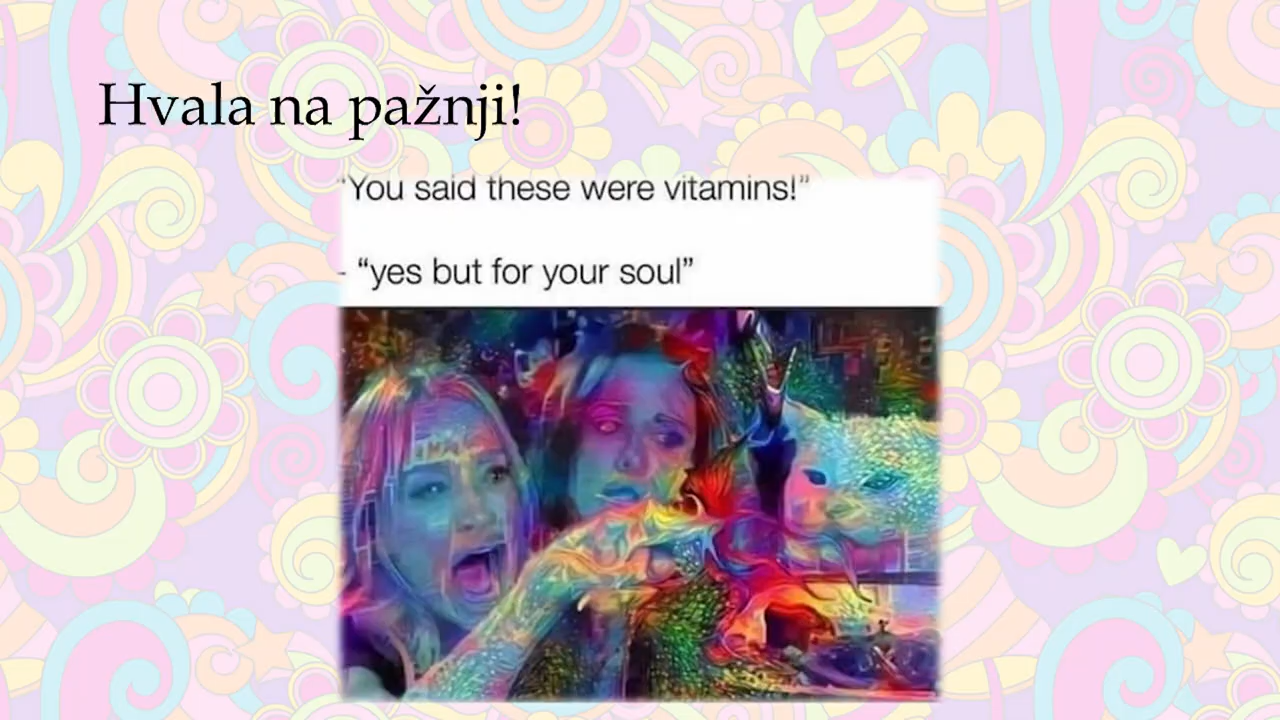 Hvala na pažnji!
“You said these were vitamins!”
- “yes but for your soul”